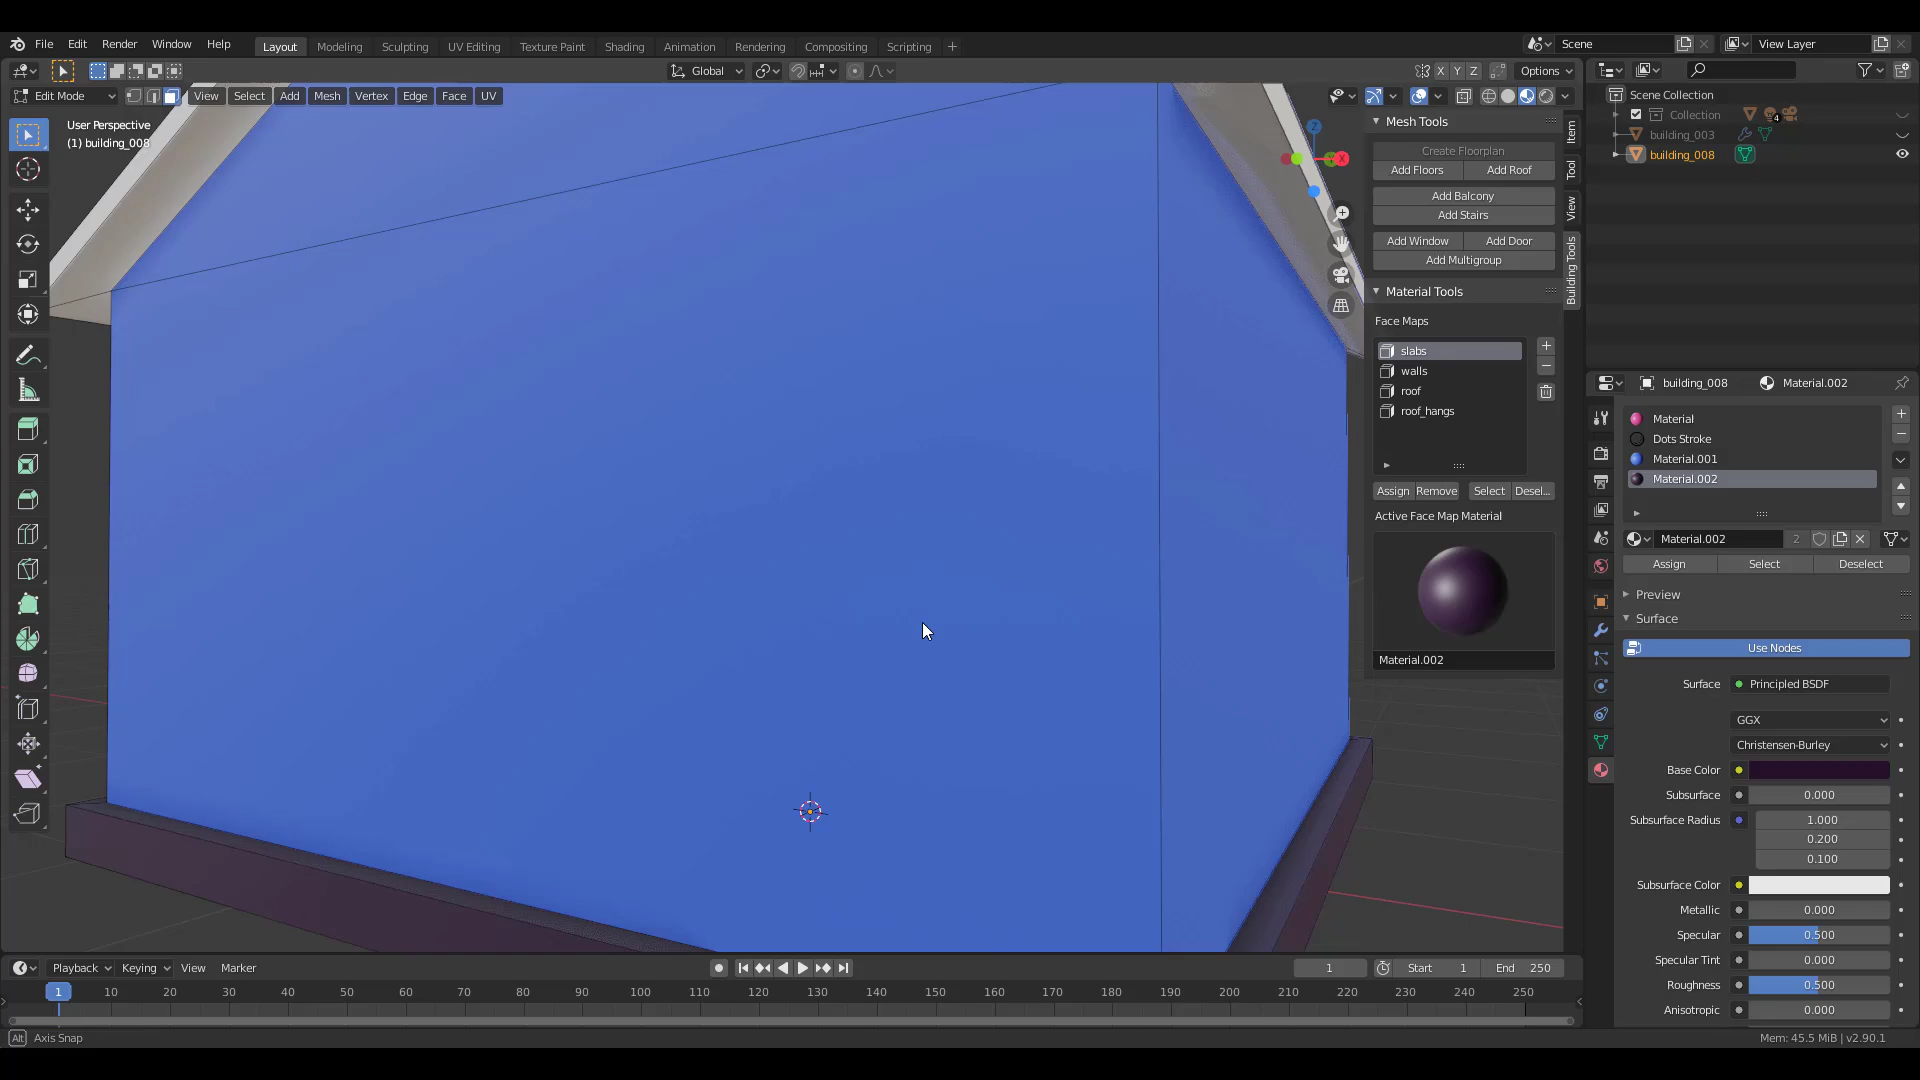 File Edit Render Window Help
Layout Modeling Sculpting UV Editing Texture Paint Shading Animation Rendering Compositing Scripting +
Scene View Layer
Global X Y Z Options
Edit Mode View Select Add Mesh Vertex Edge Face UV
User Perspective
(1) building_008
Z
X
Mesh Tools
Create Floorplan
Add Floors Add Roof
Add Balcony
Add Stairs
Add Window Add Door
Add Multigroup
Material Tools
Face Maps
slabs
walls
roof
roof_hangs
Assign Remove Select Desel...
Active Face Map Material
Material.002
Item
Tool
View
Building Tools
Scene Collection
Collection 4
building_003
building_008
building_008 Material.002
Material
Dots Stroke
Material.001
Material.002
Material.002 2
Assign Select Deselect
Preview
Surface
Use Nodes
Surface Principled BSDF
GGX
Christensen-Burley
Base Color
Subsurface 0.000
Subsurface Radius 1.000
0.200
0.100
Subsurface Color
Metallic 0.000
Specular 0.500
Specular Tint 0.000
Roughness 0.500
Anisotropic 0.000
Playback Keying View Marker
1 Start 1 End 250
1 10 20 30 40 50 60 70 80 90 100 110 120 130 140 150 160 170 180 190 200 210 220 230 240 250
Alt Axis Snap
Mem: 45.5 MiB | v2.90.1